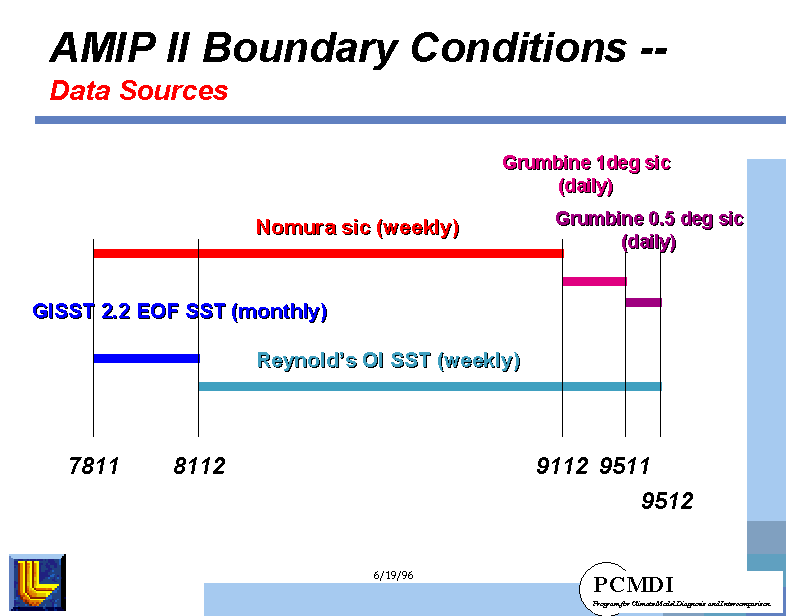 AMIP II Boundary Conditions --
Data Sources
Grumbine 1deg sic
(daily)
Grumbine 0.5 deg sic
(daily)
Nomura sic (weekly)
GISST 2.2 EOF SST (monthly)
Reynold's OI SST (weekly)
7811
8112
9112
9511
9512
6/19/96
PCMDI
Program for Climate Model Diagnosis and Intercomparison